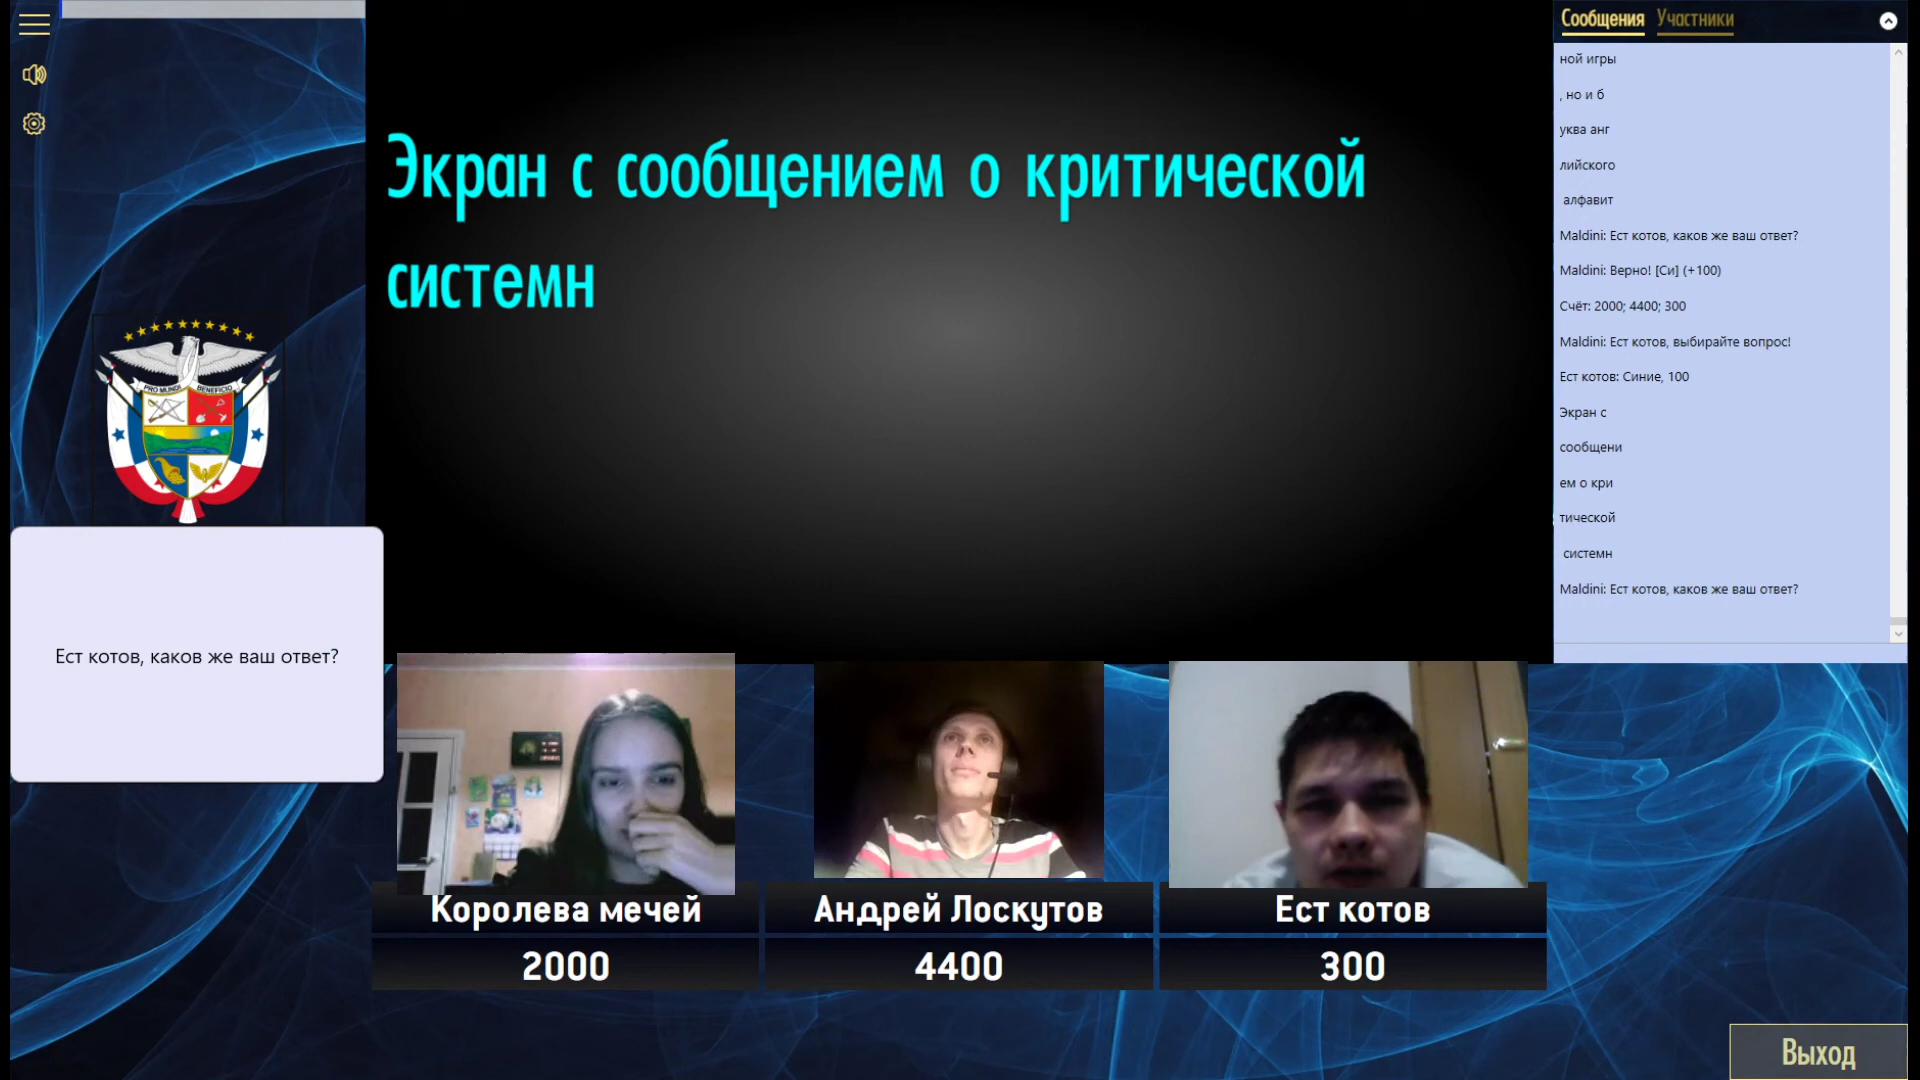 Сообщения Участники
Экран с сообщением о критической
системн
ной игры
, но и б
уква анг
лийского
алфавит
Maldini: Ест котов, каков же ваш ответ?
Maldini: Верно! [Си] (+100)
Счёт: 2000; 4400; 300
Maldini: Ест котов, выбирайте вопрос!
Ест котов: Синие, 100
Экран с
сообщени
ем о кри
тической
системн
Maldini: Ест котов, каков же ваш ответ?
PRO MUNDI BENEFICIO
Ест котов, каков же ваш ответ?
Королева мечей
Андрей Лоскутов
Ест котов
2000
4400
300
Выход